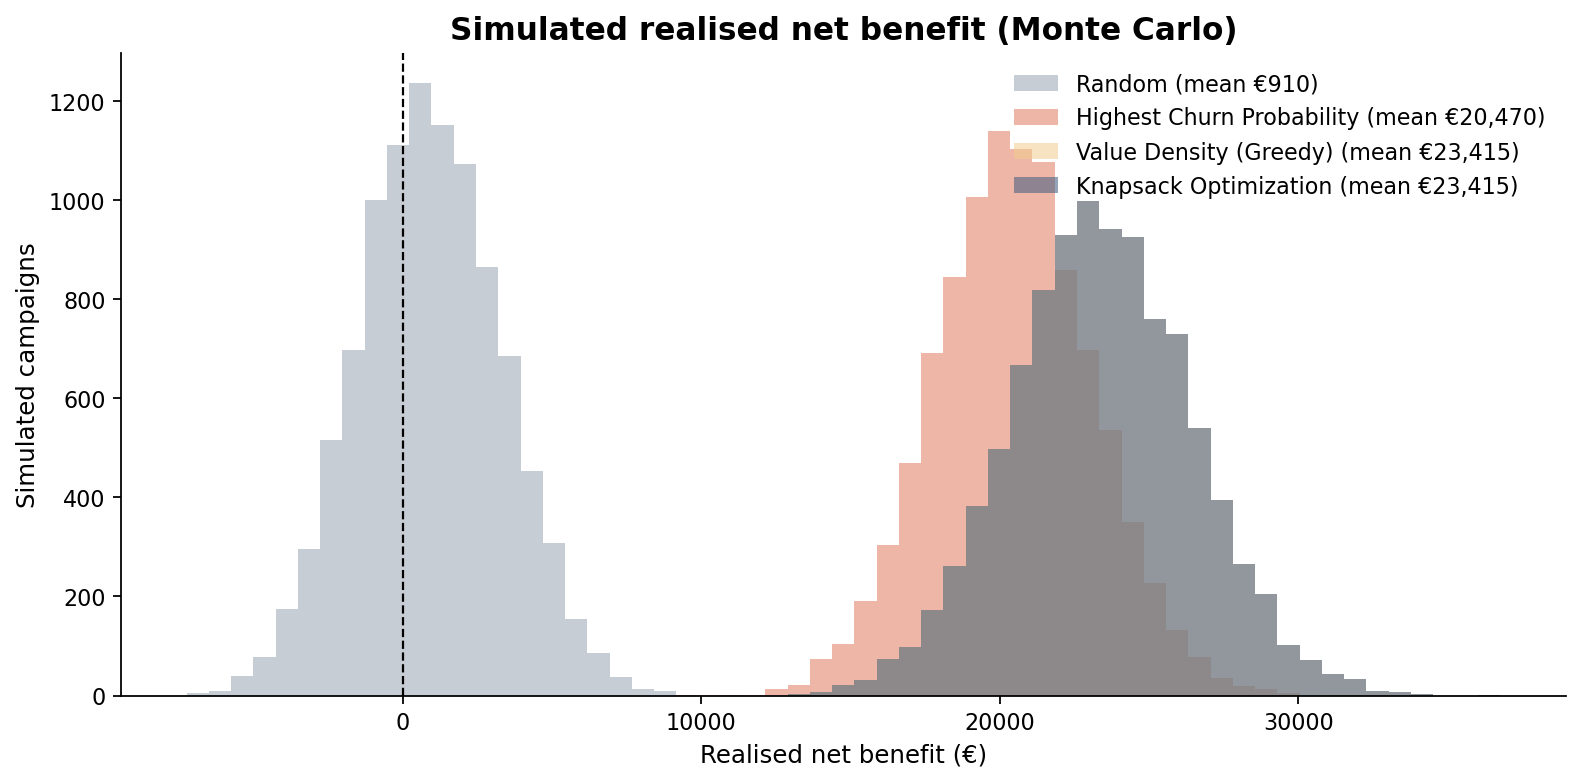 Simulated realised net benefit (Monte Carlo)
Random (mean €910)
Highest Churn Probability (mean €20,470)
Value Density (Greedy) (mean €23,415)
Knapsack Optimization (mean €23,415)
Simulated campaigns
1200
1000
800
600
400
200
0
0 10000 20000 30000
Realised net benefit (€)